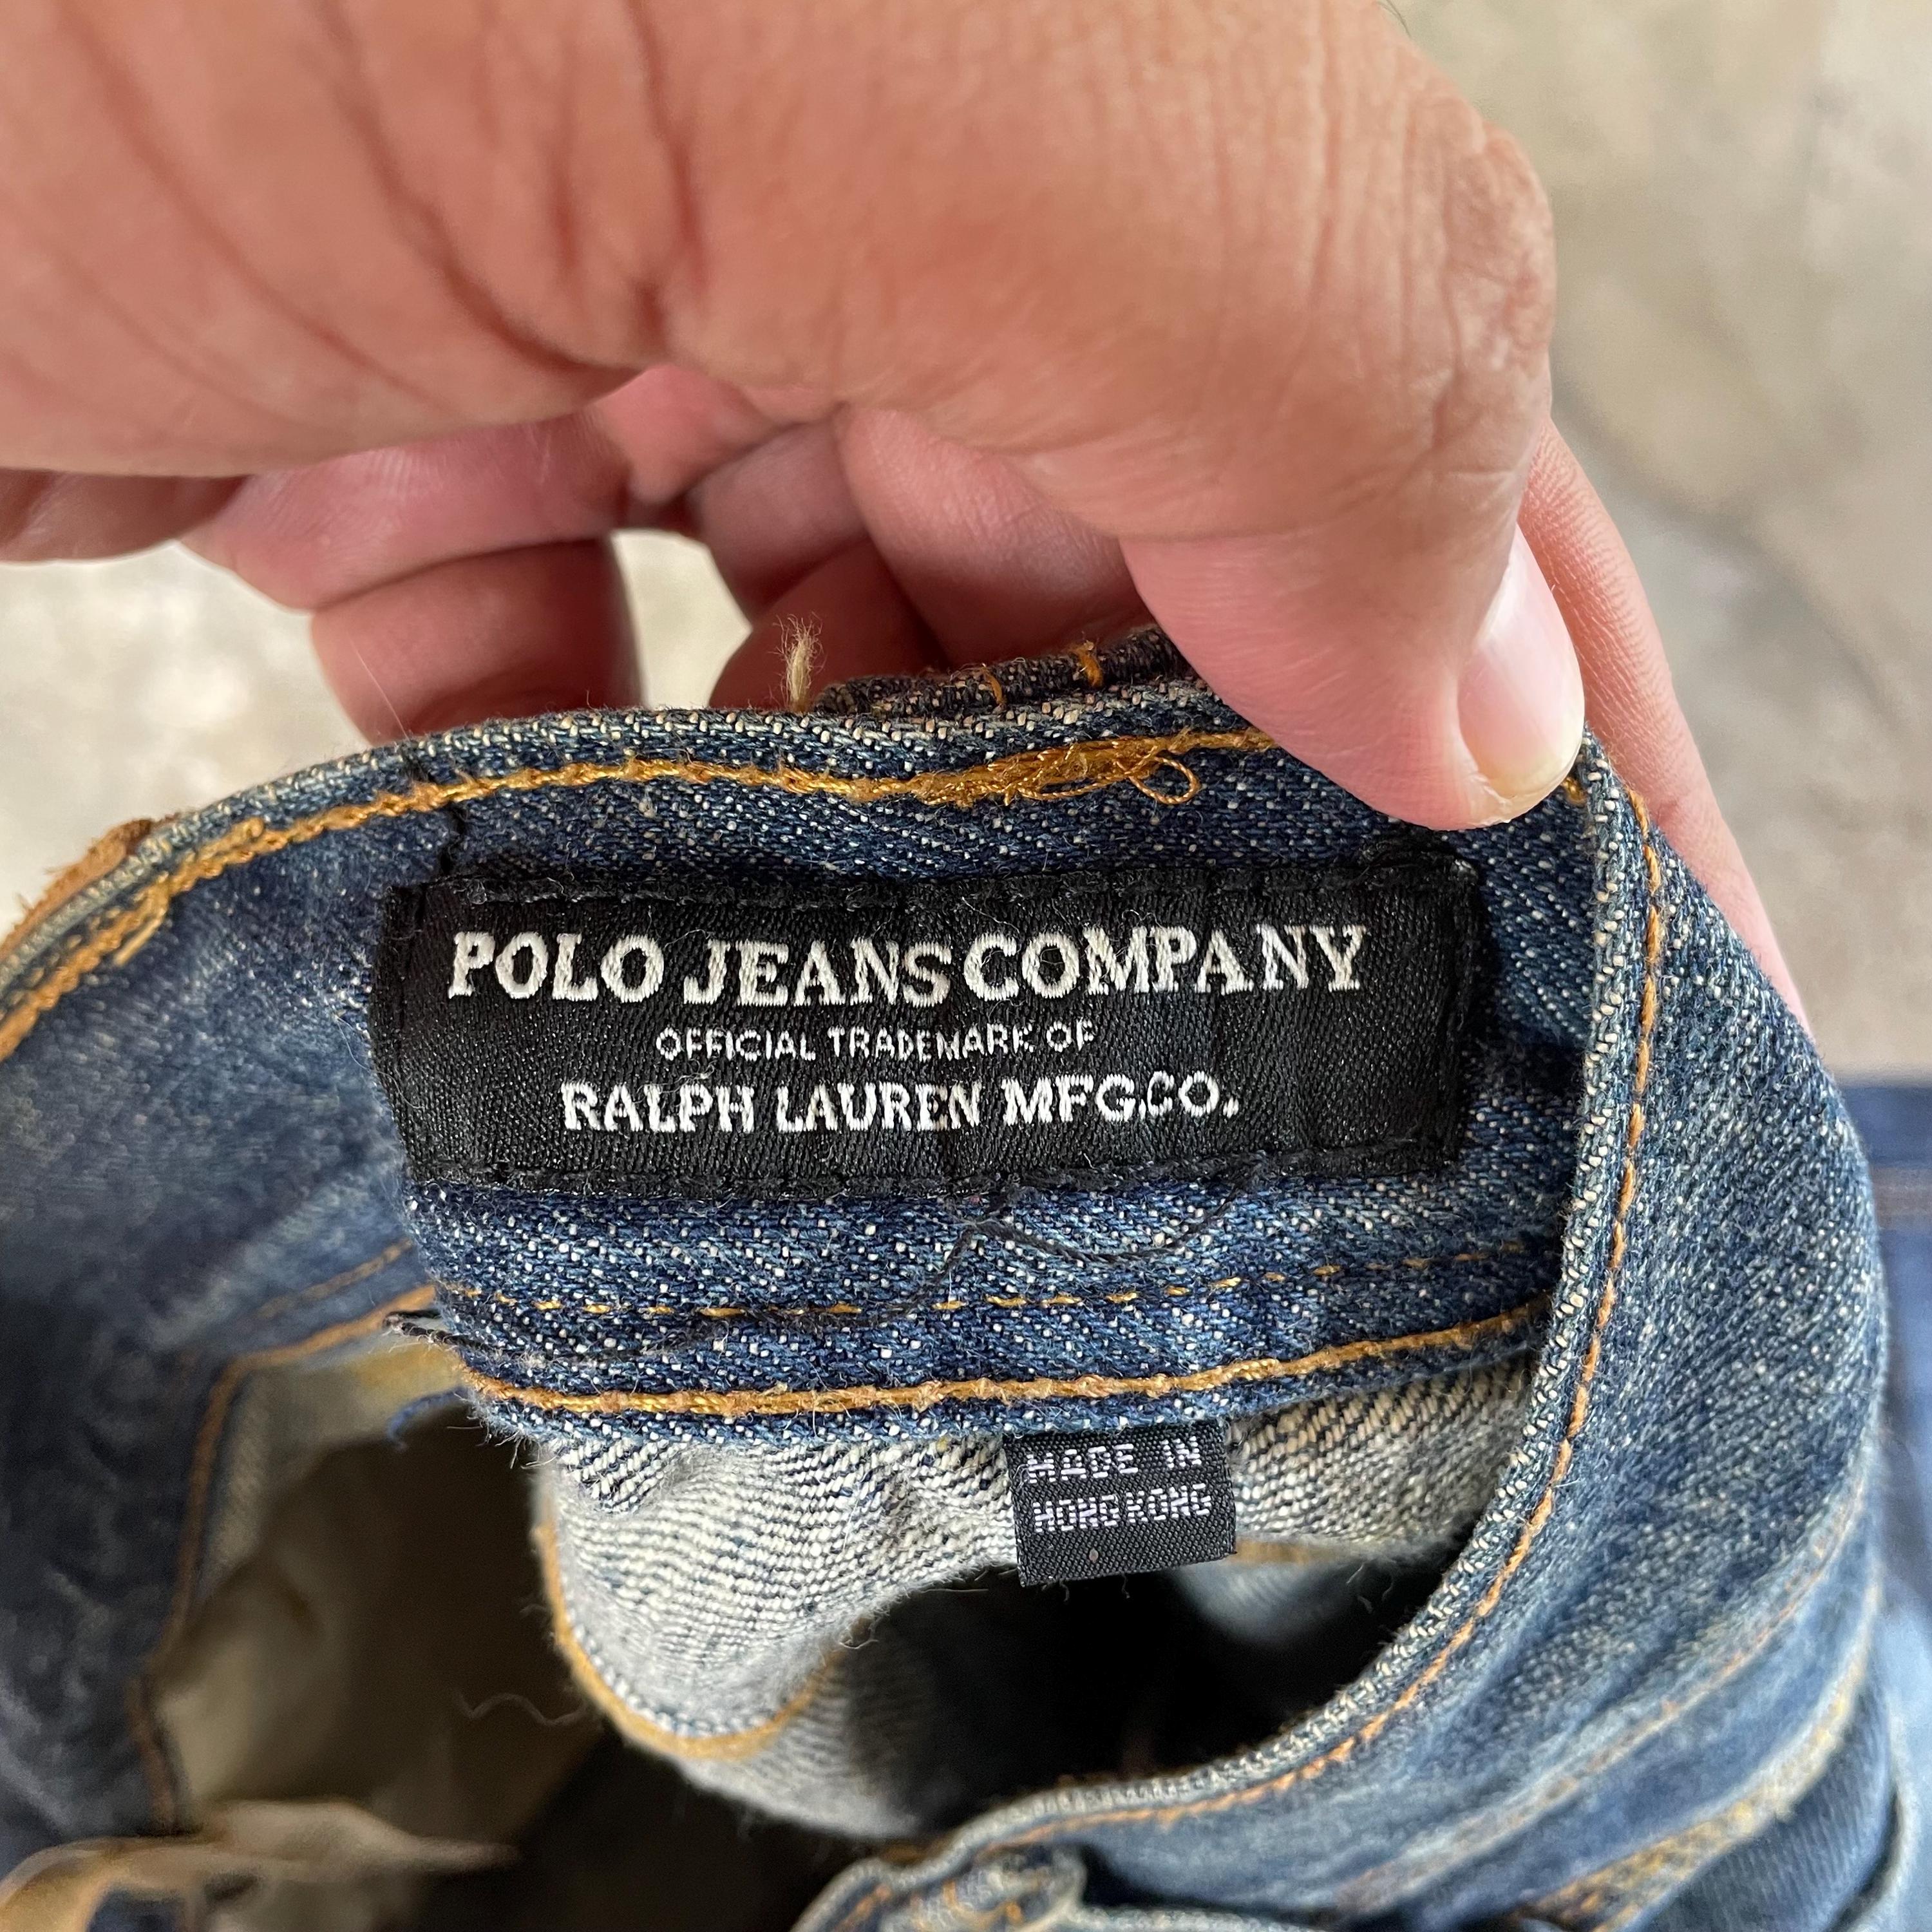 POLO JEANS COMPANY
OFFICIAL TRADEMARK OF
RALPH LAUREN MFG.CO.
MADE IN
HONG KONG